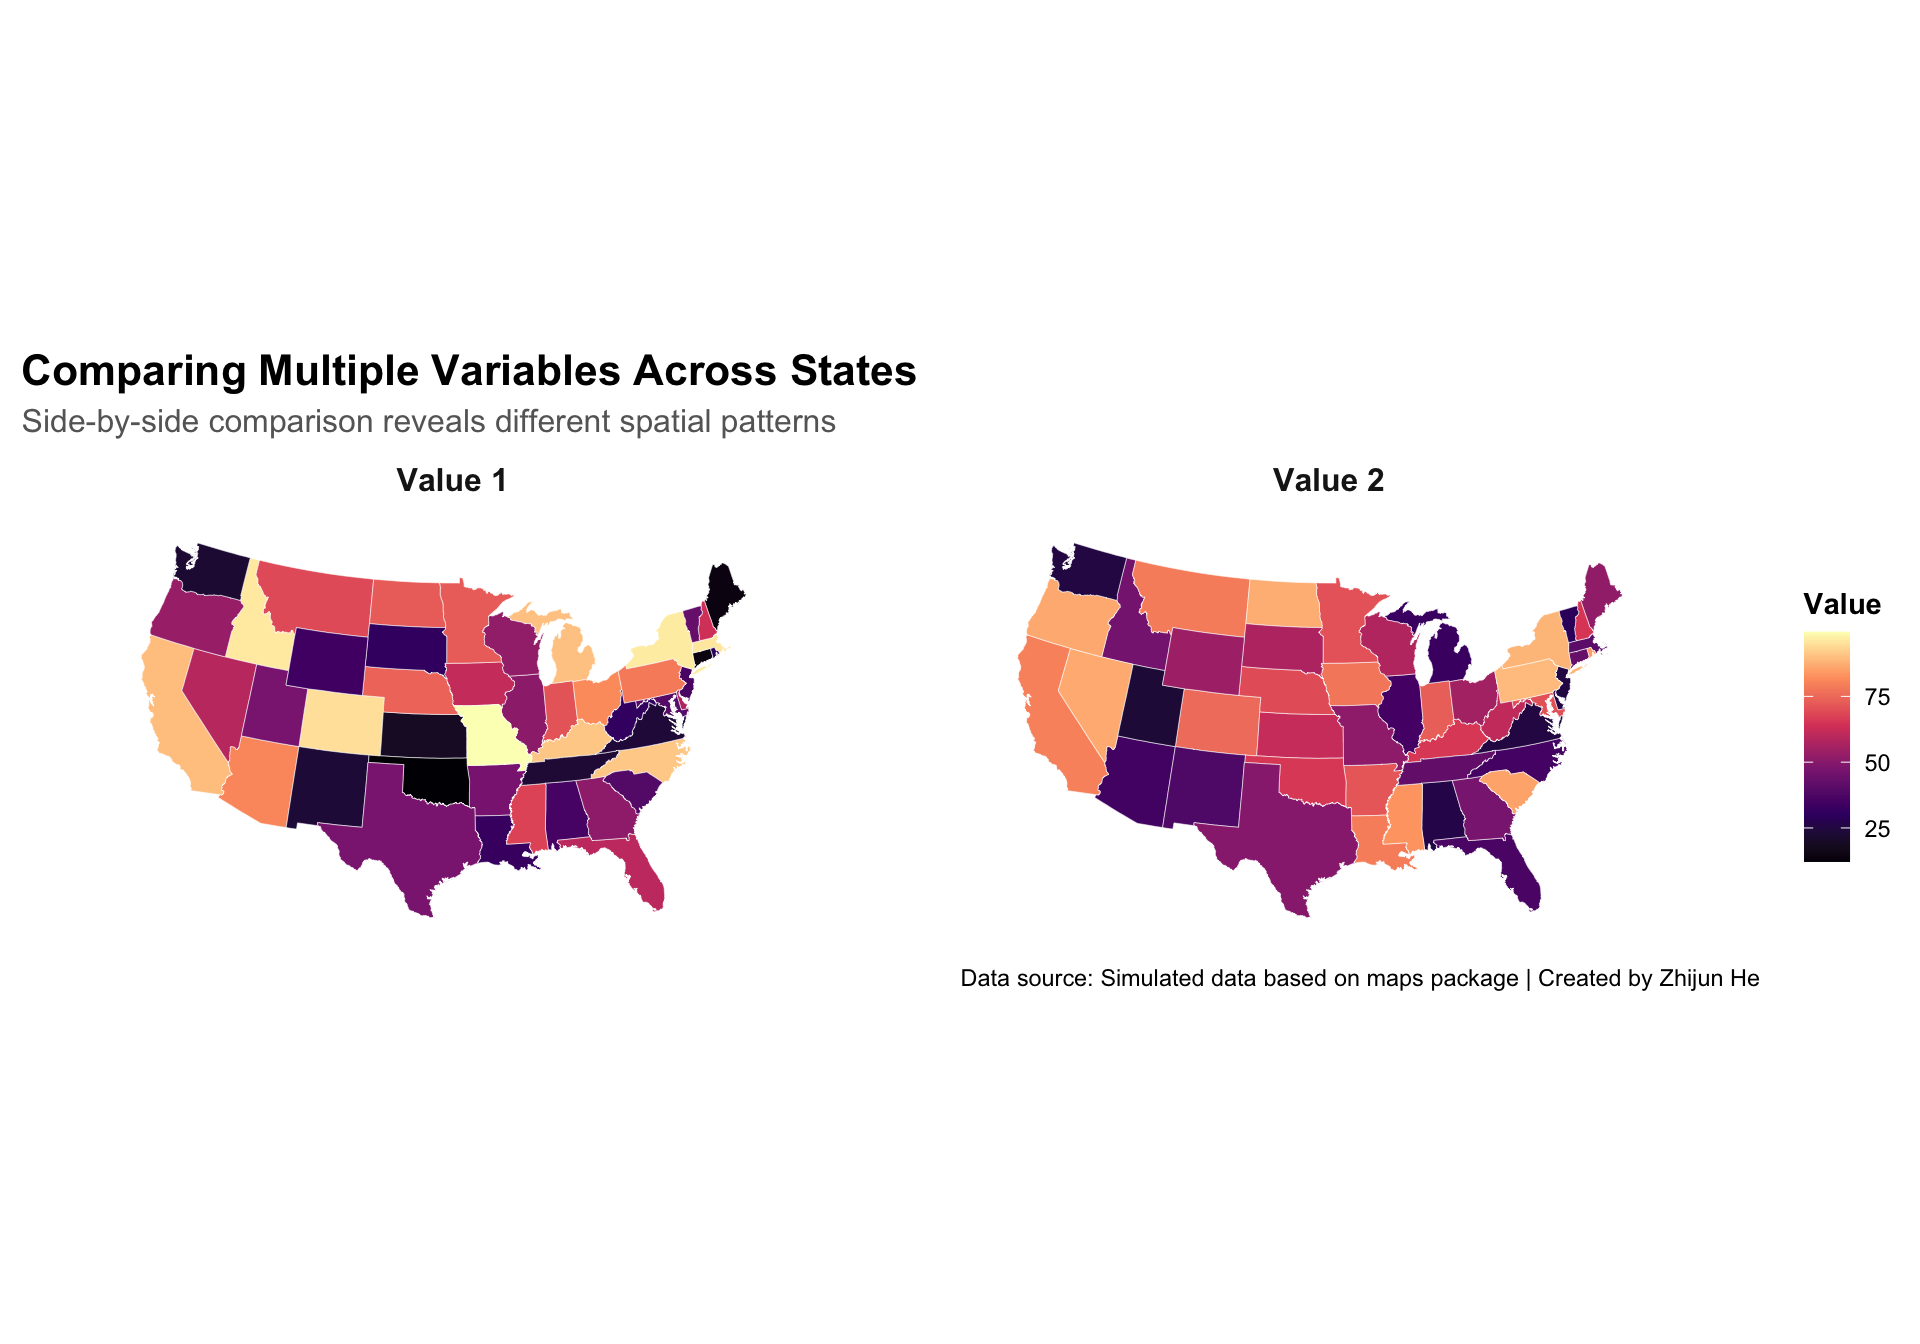 Comparing Multiple Variables Across States
Side-by-side comparison reveals different spatial patterns
Value 1
Value 2
Value
75
50
25
Data source: Simulated data based on maps package | Created by Zhijun He